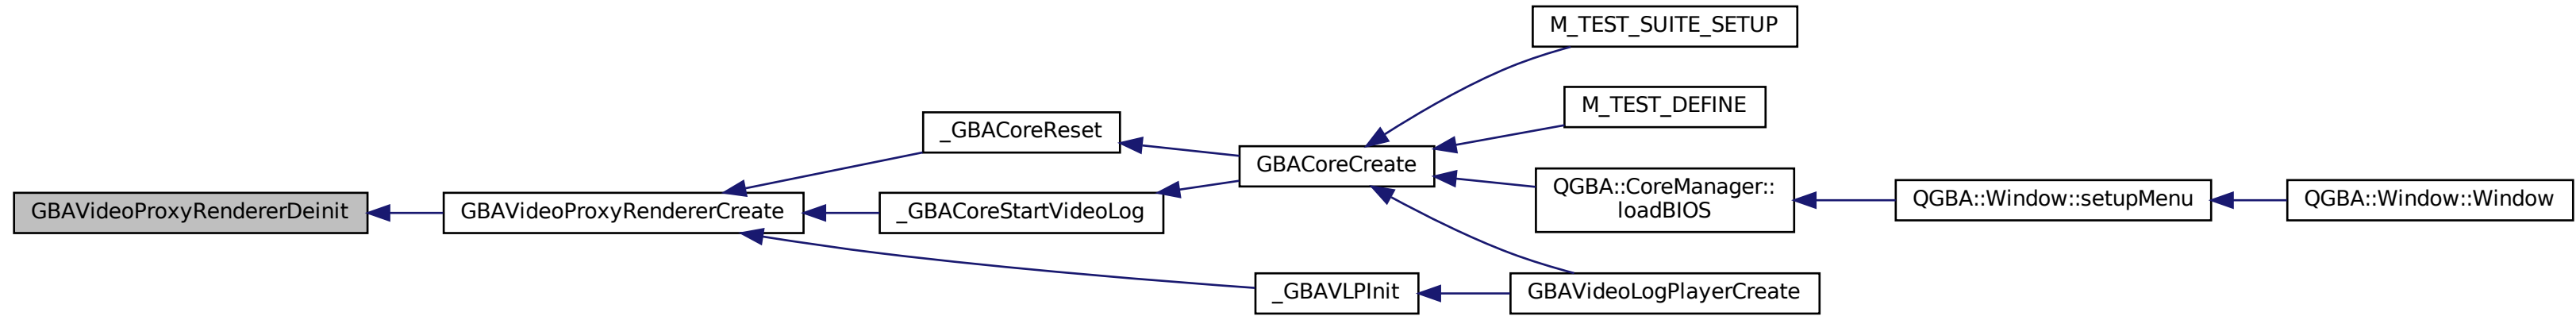 M_TEST_SUITE_SETUP
M_TEST_DEFINE
_GBACoreReset
GBACoreCreate
QGBA::CoreManager::
loadBIOS
QGBA::Window::setupMenu
QGBA::Window::Window
GBAVideoProxyRendererDeinit
GBAVideoProxyRendererCreate
_GBACoreStartVideoLog
_GBAVLPInit
GBAVideoLogPlayerCreate